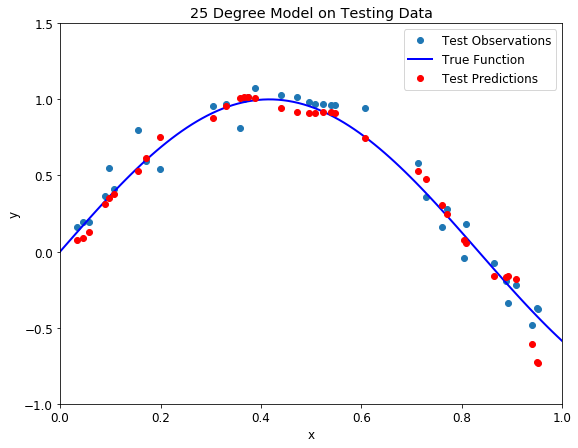 25 Degree Model on Testing Data
1.5
1.0
0.5
0.0
−0.5
−1.0
y
Test Observations
True Function
Test Predictions
0.0 0.2 0.4 0.6 0.8 1.0
x